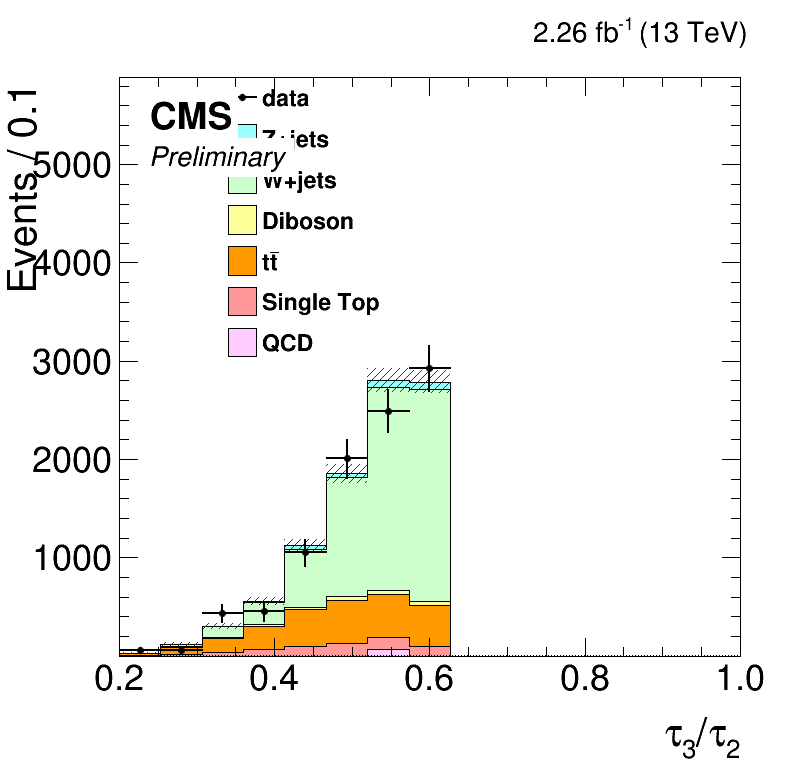 2.26 fb-1 (13 TeV)
CMS
Preliminary
data
Z+jets
W+jets
Diboson
tt̄
Single Top
QCD
Events / 0.1
5000
4000
3000
2000
1000
0.2 0.4 0.6 0.8 1.0
τ3/τ2